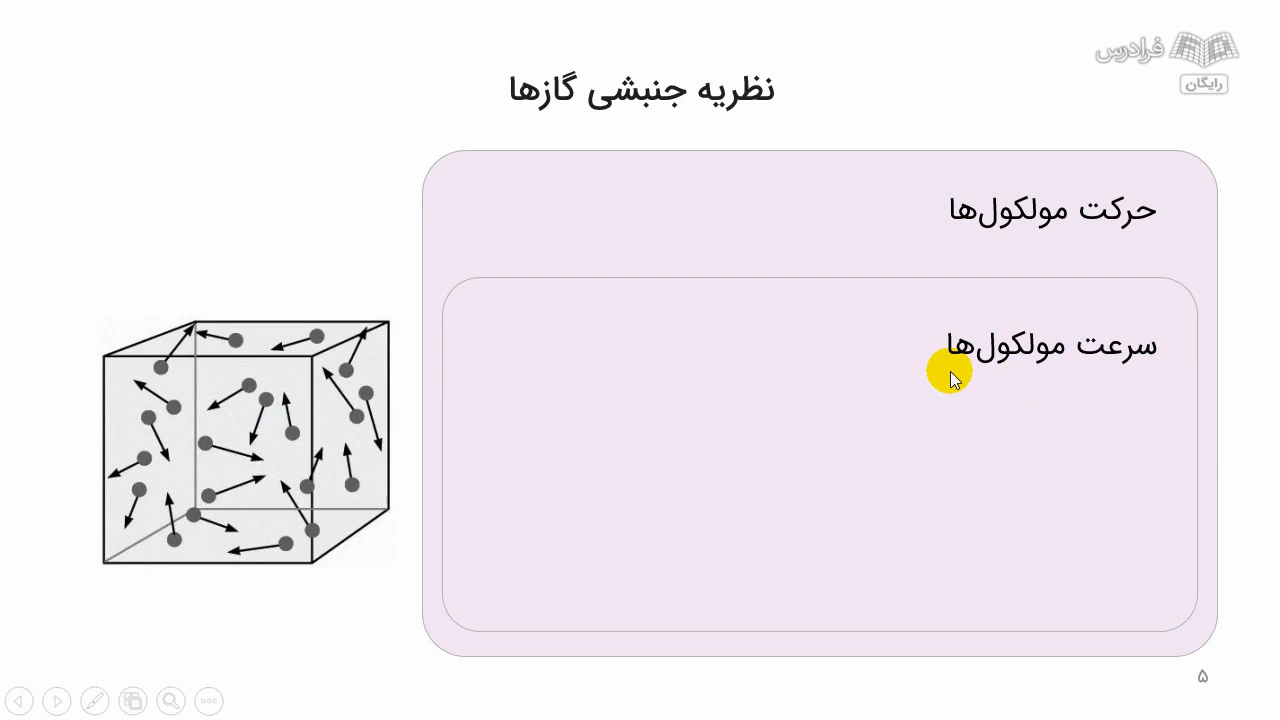 فرادرس
رایگان
نظریه جنبشی گازها
حرکت مولکول‌ها
سرعت مولکول‌ها
۵